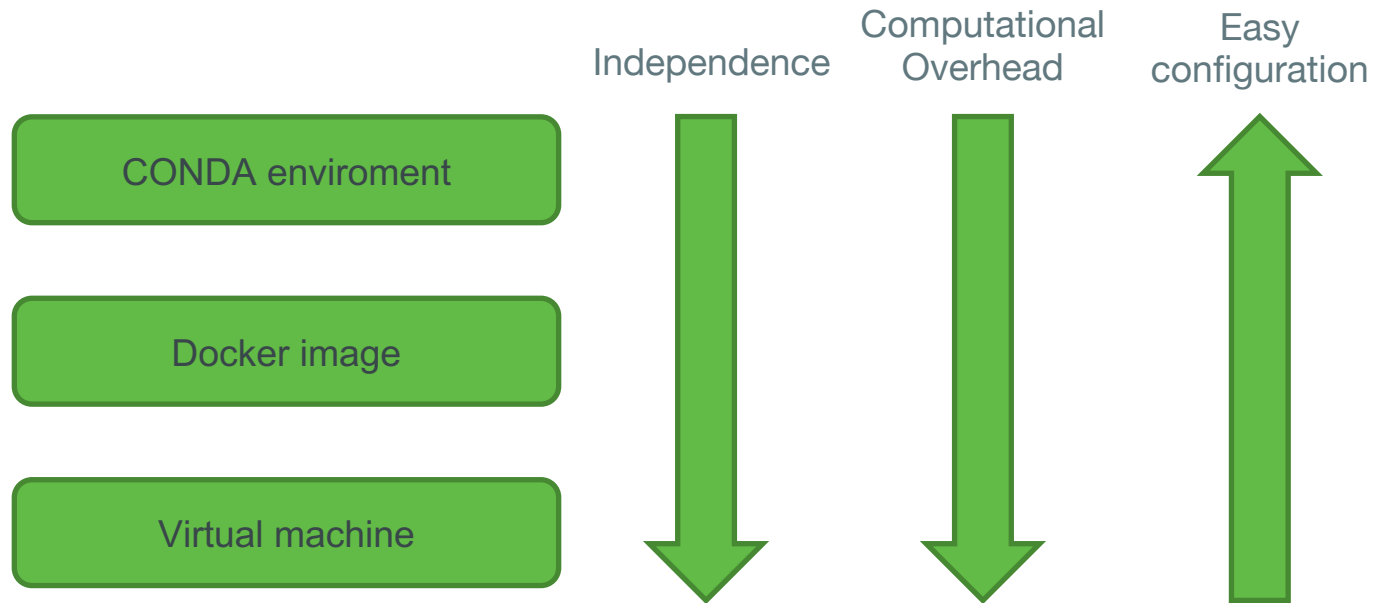 Independence
Computational
Overhead
Easy
configuration
CONDA enviroment
Docker image
Virtual machine